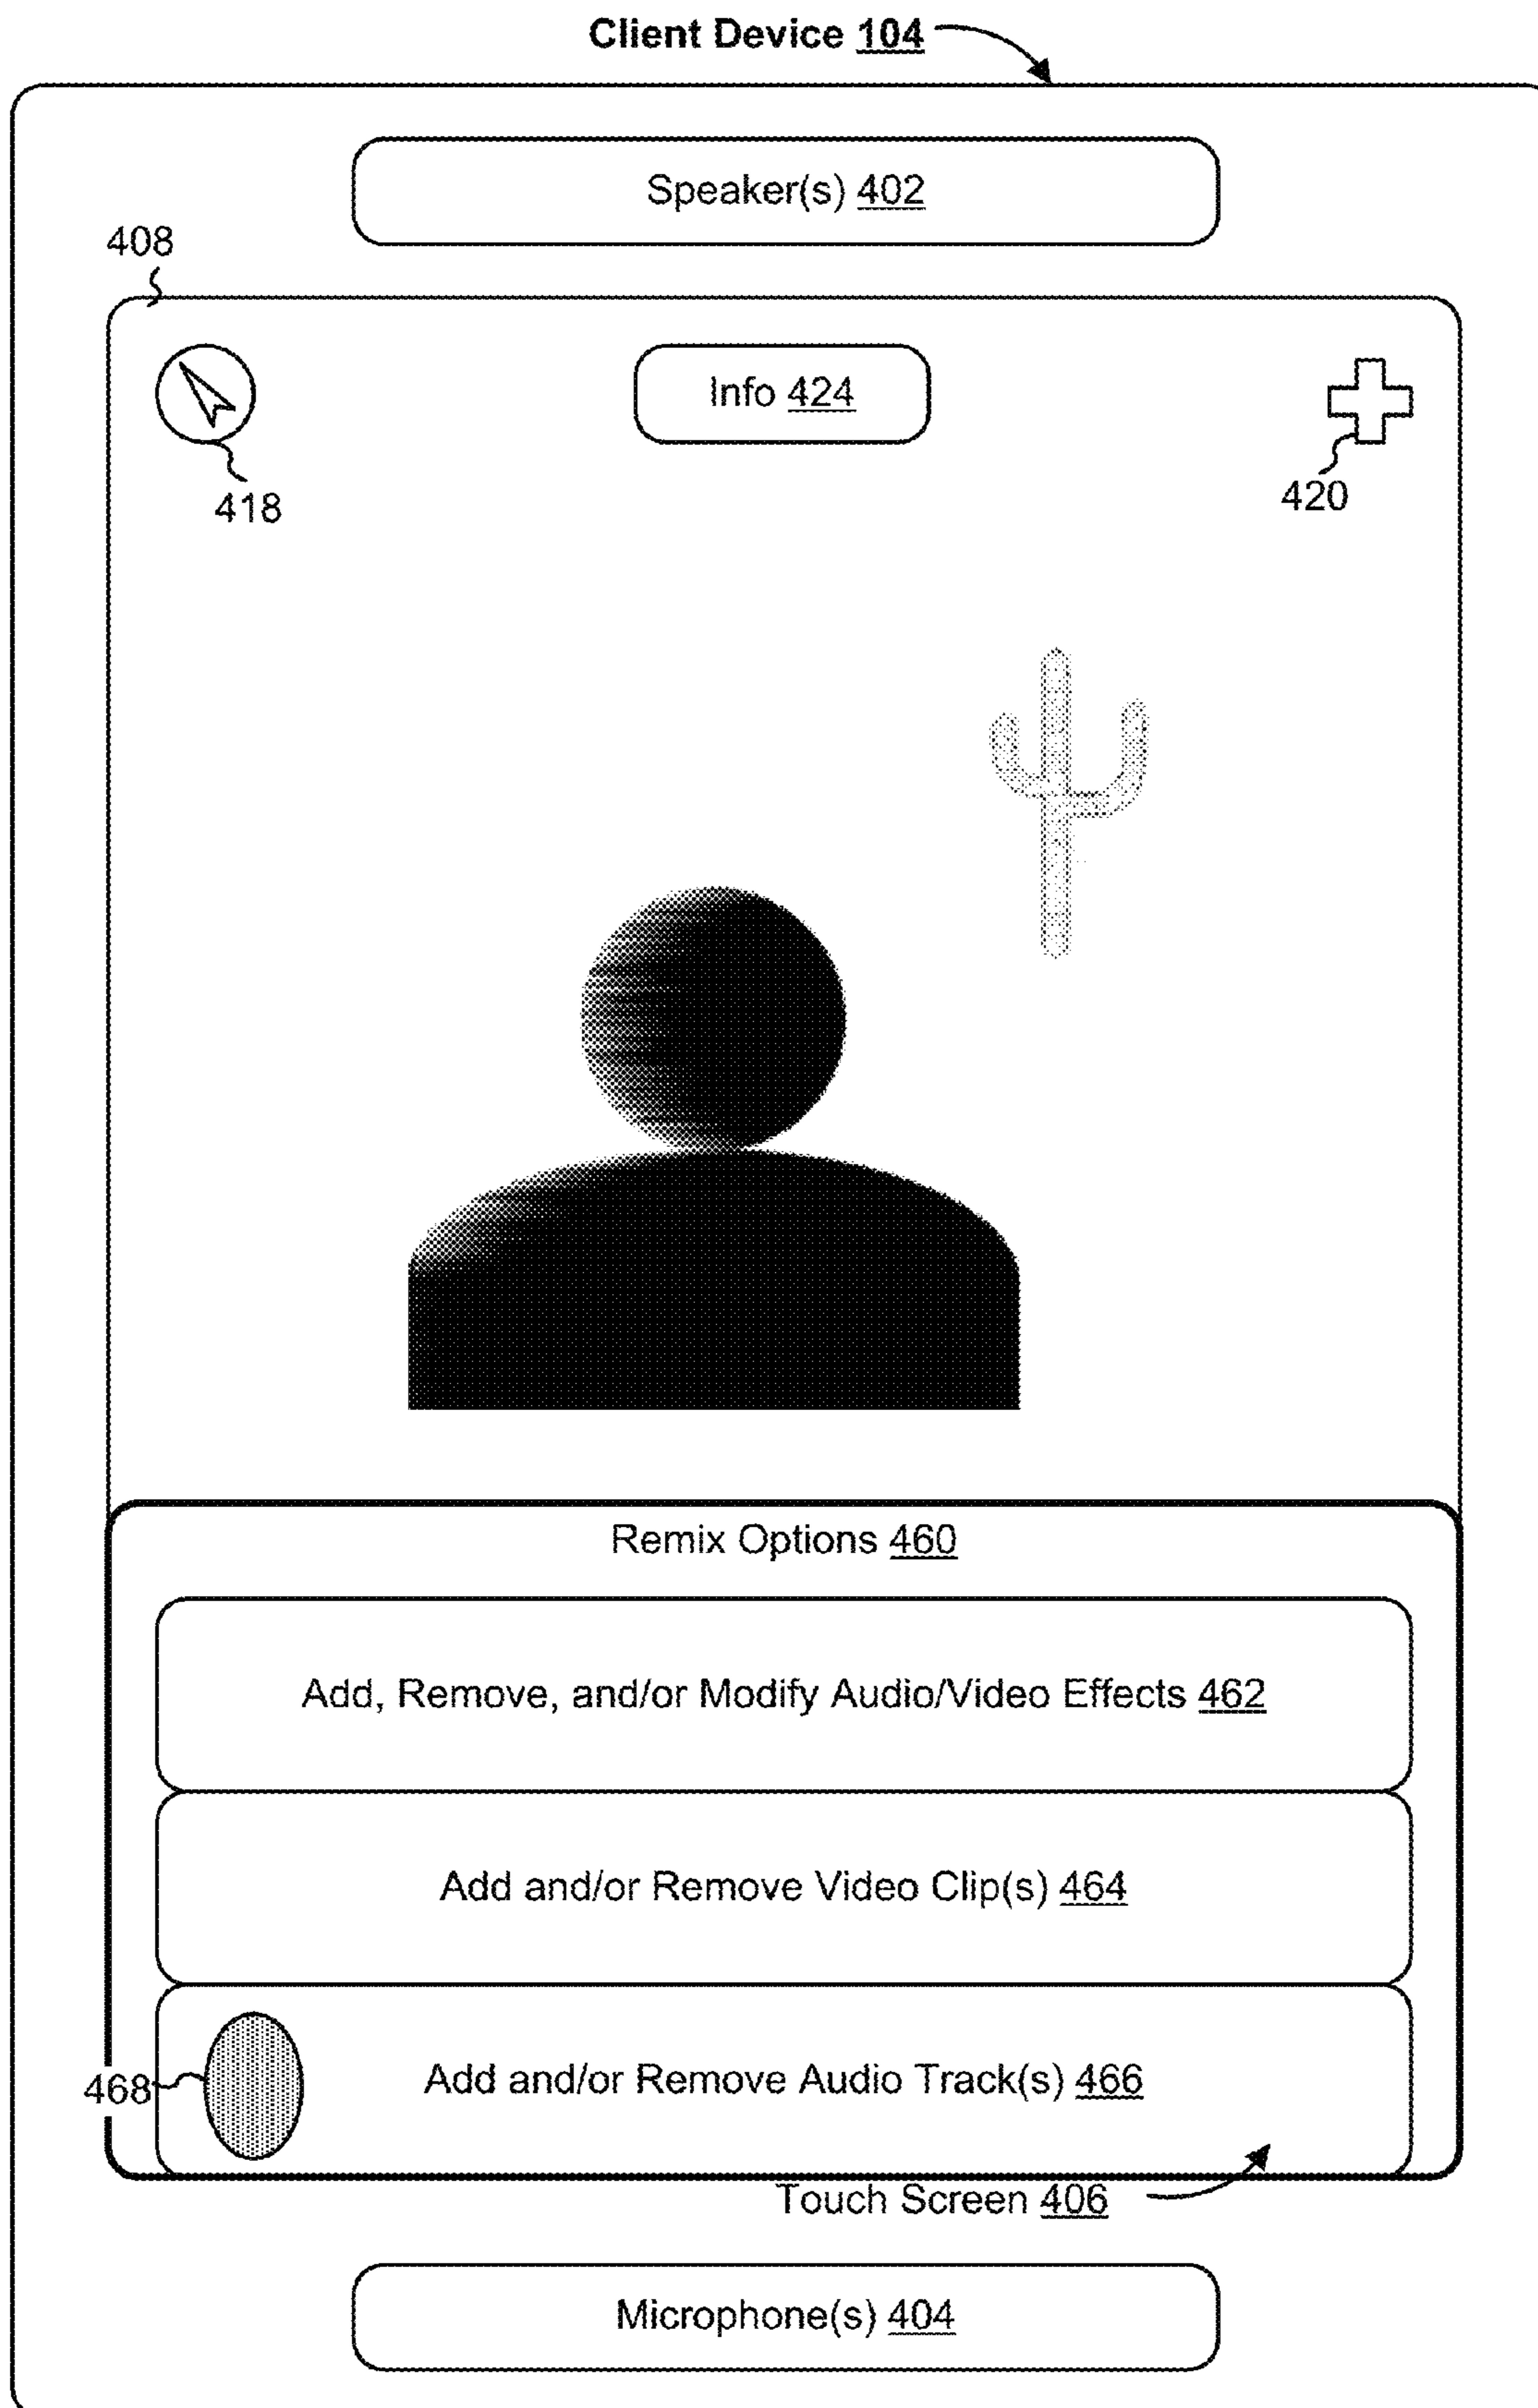 Client Device 104
Speaker(s) 402
408
Info 424
418
420
Remix Options 460
Add, Remove, and/or Modify Audio/Video Effects 462
Add and/or Remove Video Clip(s) 464
468
Add and/or Remove Audio Track(s) 466
Touch Screen 406
Microphone(s) 404